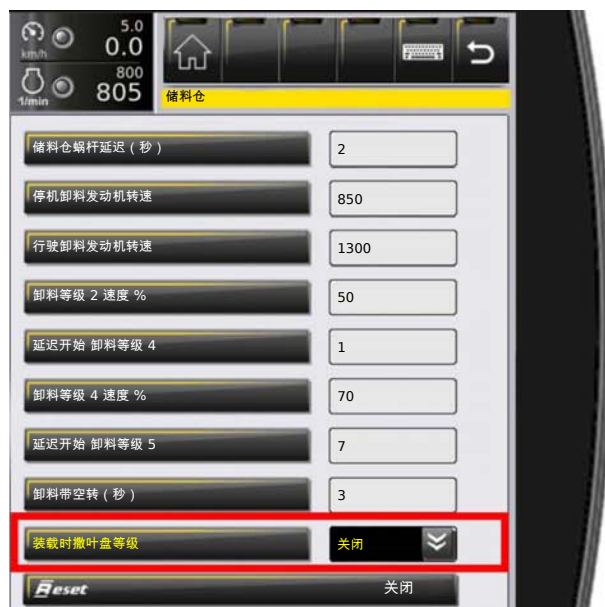 5.0
km/h
0.0
800
1/min
805
储料仓
储料仓蜗杆延迟（秒）
2
停机卸料发动机转速
850
行驶卸料发动机转速
1300
卸料等级 2 速度 %
50
延迟开始 卸料等级 4
1
卸料等级 4 速度 %
70
延迟开始 卸料等级 5
7
卸料带空转（秒）
3
装载时撒叶盘等级
关闭
Reset
关闭